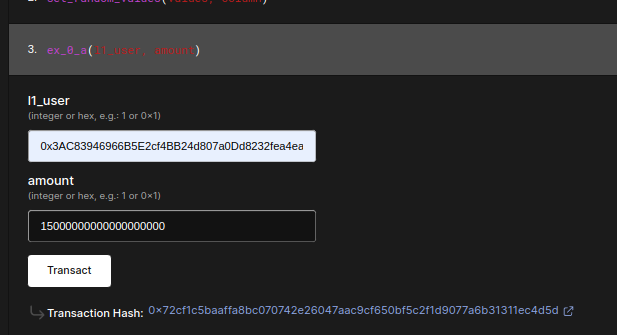 2. set_random_values(values, column)
3. ex_0_a(l1_user, amount)
l1_user
(integer or hex, e.g.: 1 or 0×1)
0x3AC83946966B5E2cf4BB24d807a0Dd8232fea4ea
amount
(integer or hex, e.g.: 1 or 0×1)
15000000000000000000
Transact
Transaction Hash: 0×72cf1c5baaffa8bc070742e26047aac9cf650bf5c2f1d9077a6b31311ec4d5d